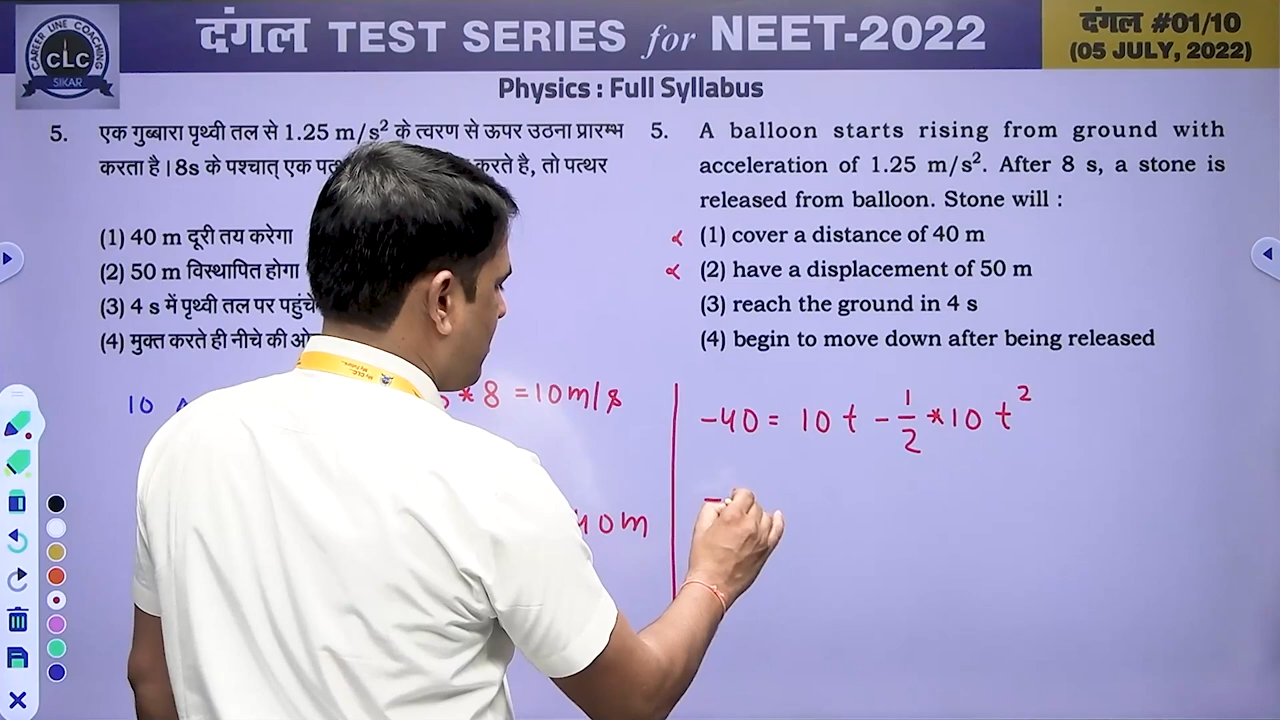 CAREER LINE COACHING
CLC
SIKAR
दंगल TEST SERIES for NEET-2022
दंगल #01/10
(05 JULY, 2022)
Physics : Full Syllabus
5. एक गुब्बारा पृथ्वी तल से 1.25 m/s² के त्वरण से ऊपर उठना प्रारम्भ
करता है। 8s के पश्चात् एक करते है, तो पत्थर
(1) 40 m दूरी तय करेगा
(2) 50 m विस्थापित होगा
(3) 4 s में पृथ्वी तल पर
(4) मुक्त करते ही नीचे की
5. A balloon starts rising from ground with
acceleration of 1.25 m/s². After 8 s, a stone is
released from balloon. Stone will :
(1) cover a distance of 40 m
(2) have a displacement of 50 m
(3) reach the ground in 4 s
(4) begin to move down after being released
10
* 8 = 10 m/s
40m
-40 = 10 t - 1/2 * 10 t²
-